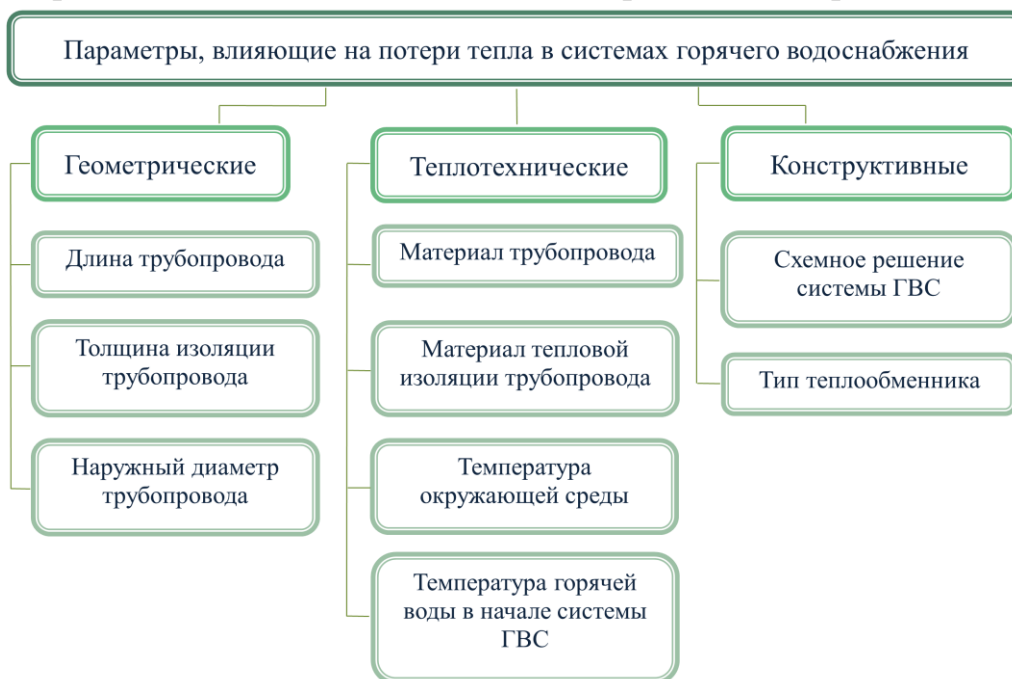 Параметры, влияющие на потери тепла в системах горячего водоснабжения
Геометрические
Длина трубопровода
Толщина изоляции
трубопровода
Наружный диаметр
трубопровода
Теплотехнические
Материал трубопровода
Материал тепловой
изоляции трубопровода
Температура
окружающей среды
Температура горячей
воды в начале системы
ГВС
Конструктивные
Схемное решение
системы ГВС
Тип теплообменника